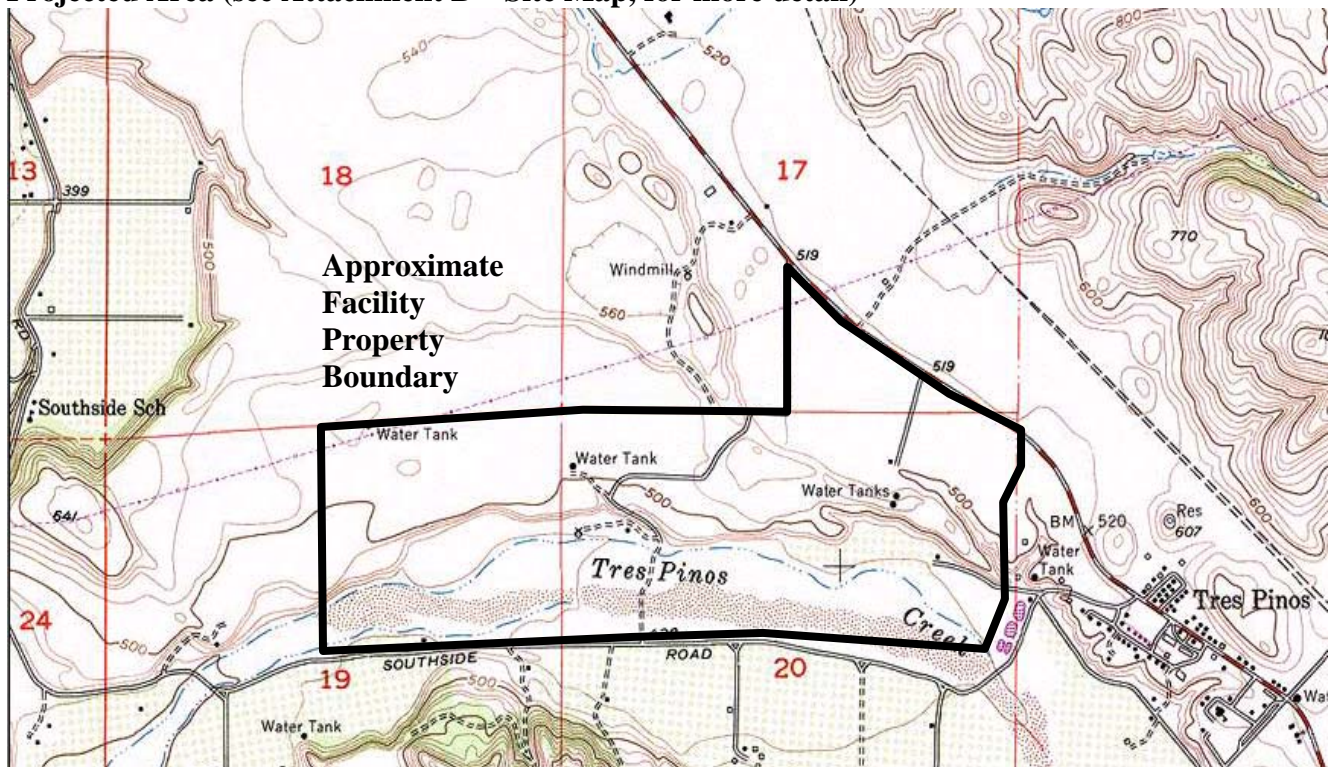 Projected Area (see Attachment B – Site Map, for more detail)
540
520
800
13
399
18
17
500
770
600
Approximate
Facility
Property
Boundary
Windmill
519
560
RD
519
Southside Sch
Water Tank
Water Tank
Water Tanks
500
500
541
BM
520
Res
607
600
Water
Tank
Tres Pinos
Tres Pinos
Creek
24
500
SOUTHSIDE
ROAD
19
20
500
Water Tank